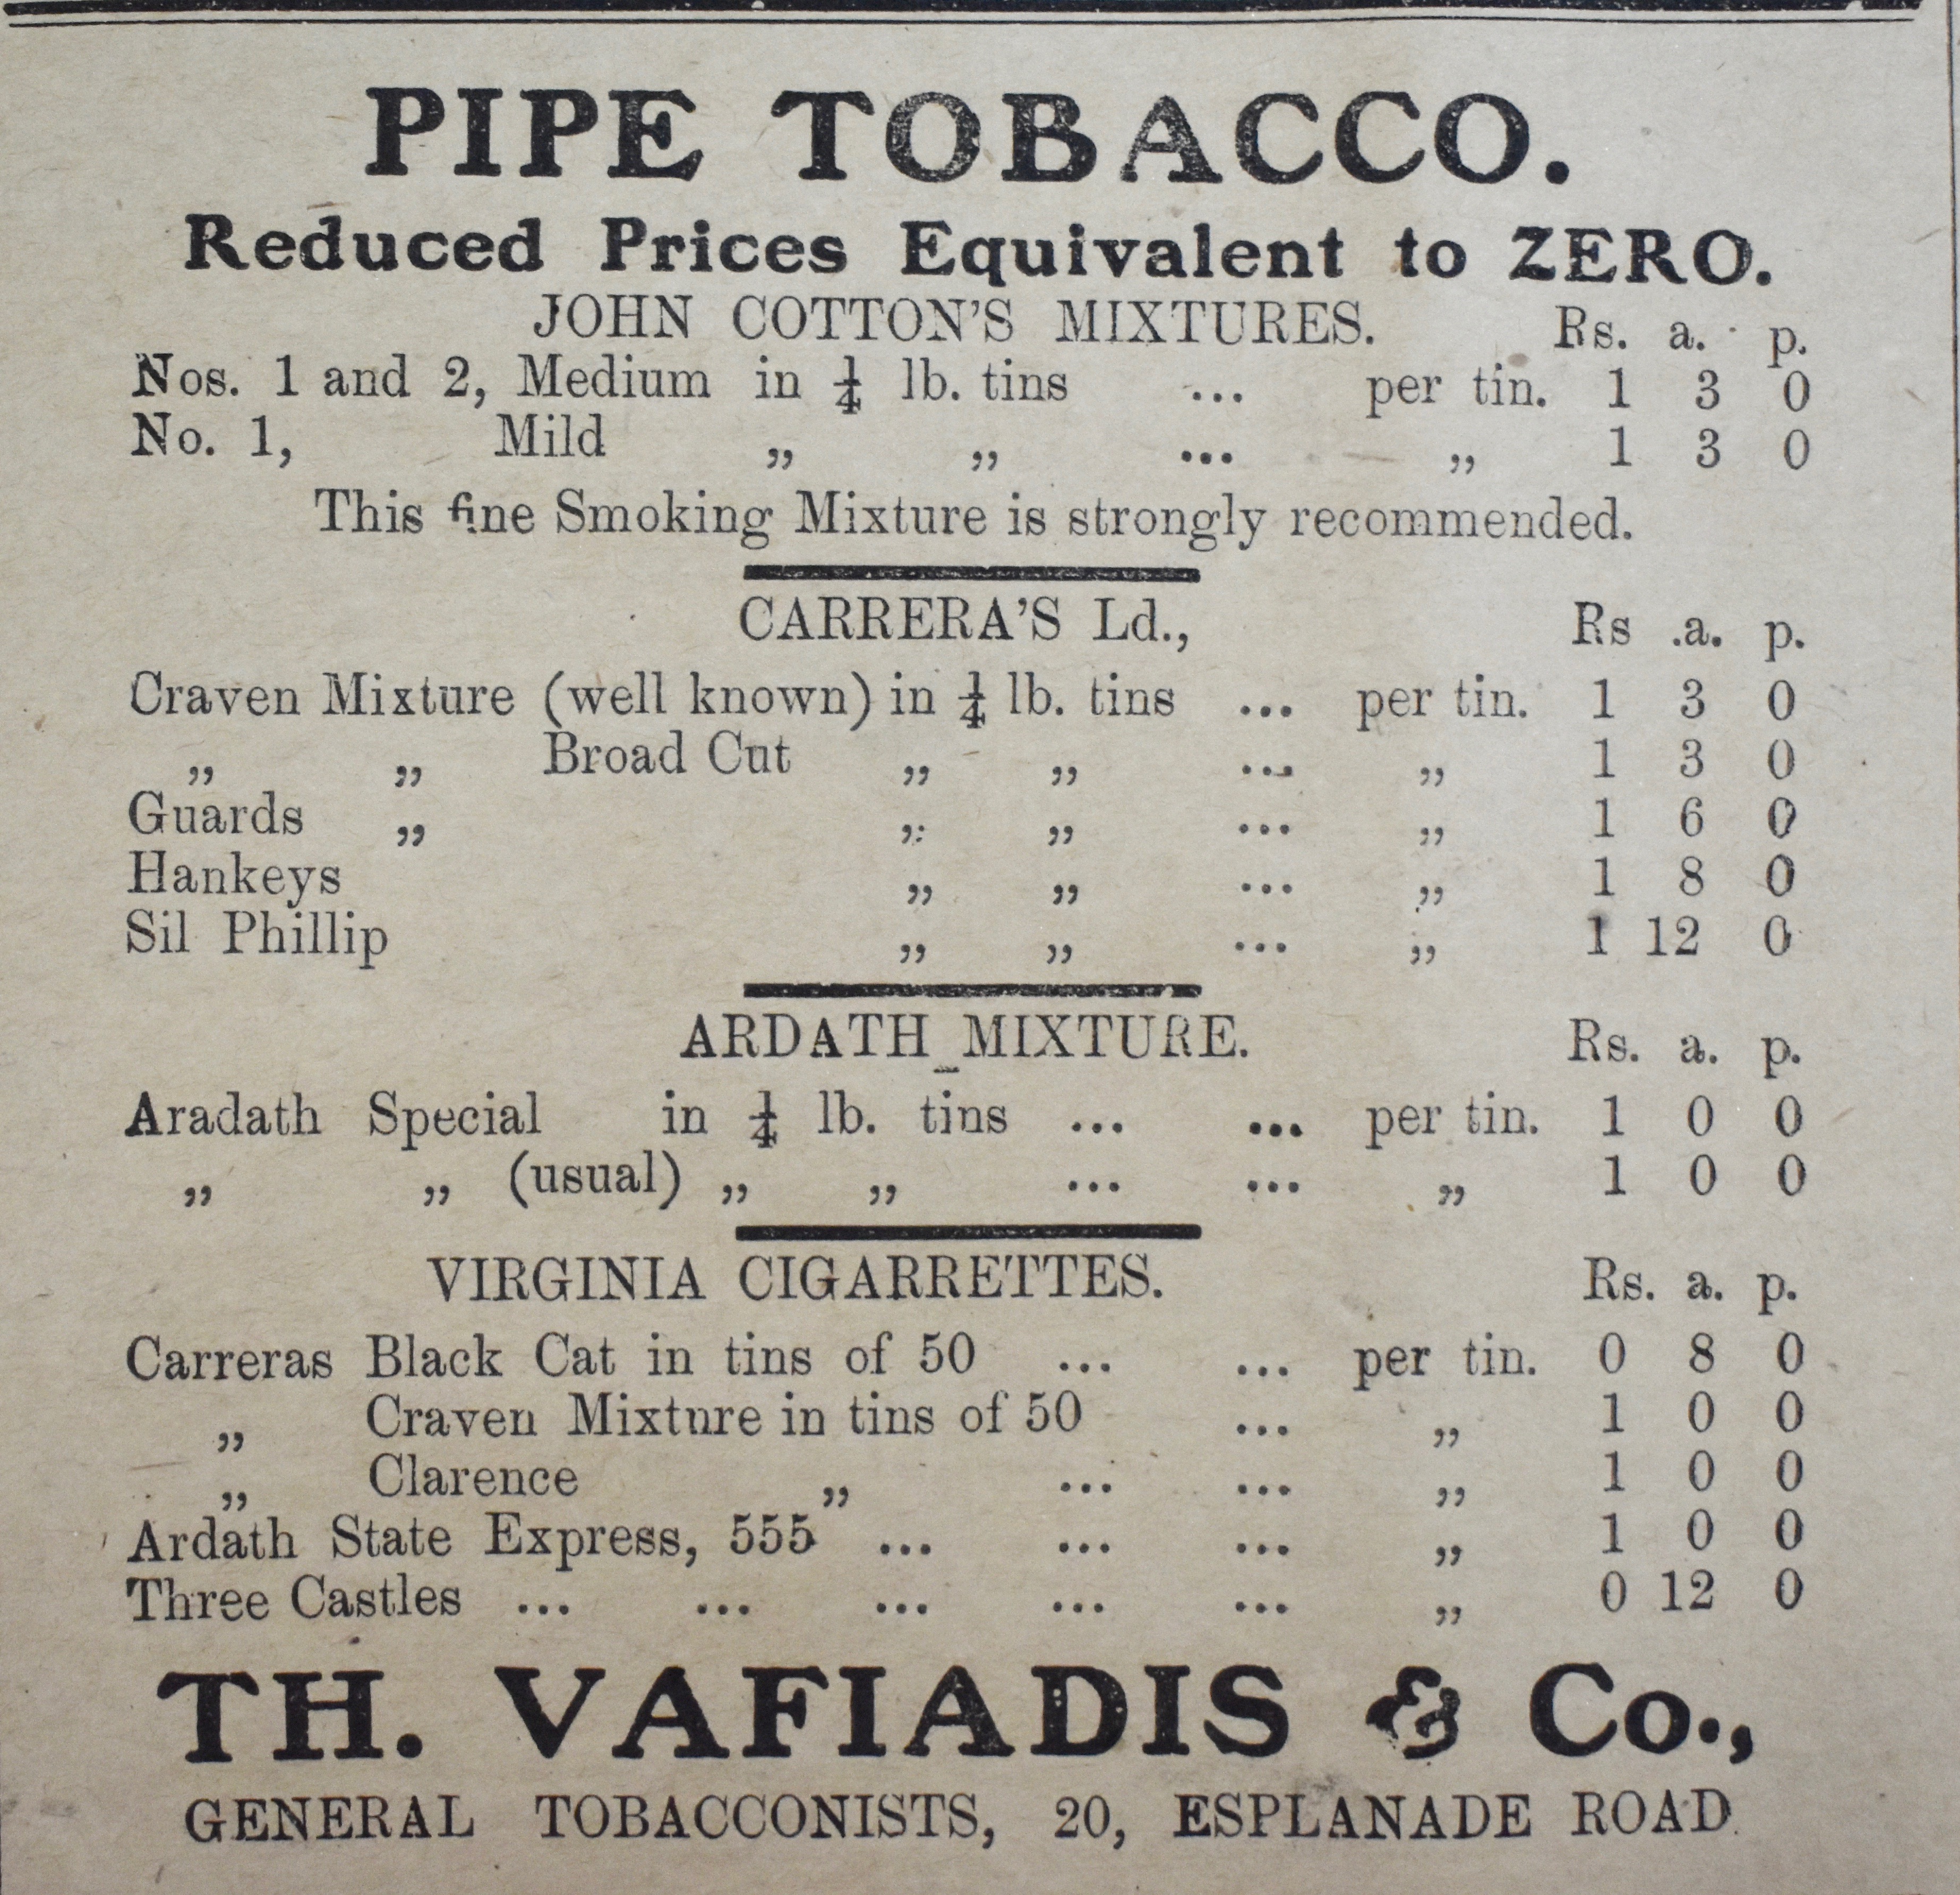 PIPE TOBACCO.
Reduced Prices Equivalent to ZERO.
JOHN COTTON'S MIXTURES. Rs. a. p.
Nos. 1 and 2, Medium in ¼ lb. tins ... per tin. 1 3 0
No. 1, Mild „ „ ... „ 1 3 0
This fine Smoking Mixture is strongly recommended.
CARRERA'S Ld., Rs .a. p.
Craven Mixture (well known) in ¼ lb. tins ... per tin. 1 3 0
„ „ Broad Cut „ „ ... „ 1 3 0
Guards „ „ „ ... „ 1 6 0
Hankeys „ „ ... „ 1 8 0
Sil Phillip „ „ ... „ 1 12 0
ARDATH MIXTURE. Rs. a. p.
Aradath Special in ¼ lb. tins ... ... per tin. 1 0 0
„ „ (usual) „ „ ... ... „ 1 0 0
VIRGINIA CIGARRETTES. Rs. a. p.
Carreras Black Cat in tins of 50 ... ... per tin. 0 8 0
„ Craven Mixture in tins of 50 ... „ 1 0 0
„ Clarence „ ... ... „ 1 0 0
Ardath State Express, 555 „ ... ... ... „ 1 0 0
Three Castles ... ... ... ... ... „ 0 12 0
TH. VAFIADIS & Co.,
GENERAL TOBACCONISTS, 20, ESPLANADE ROAD.